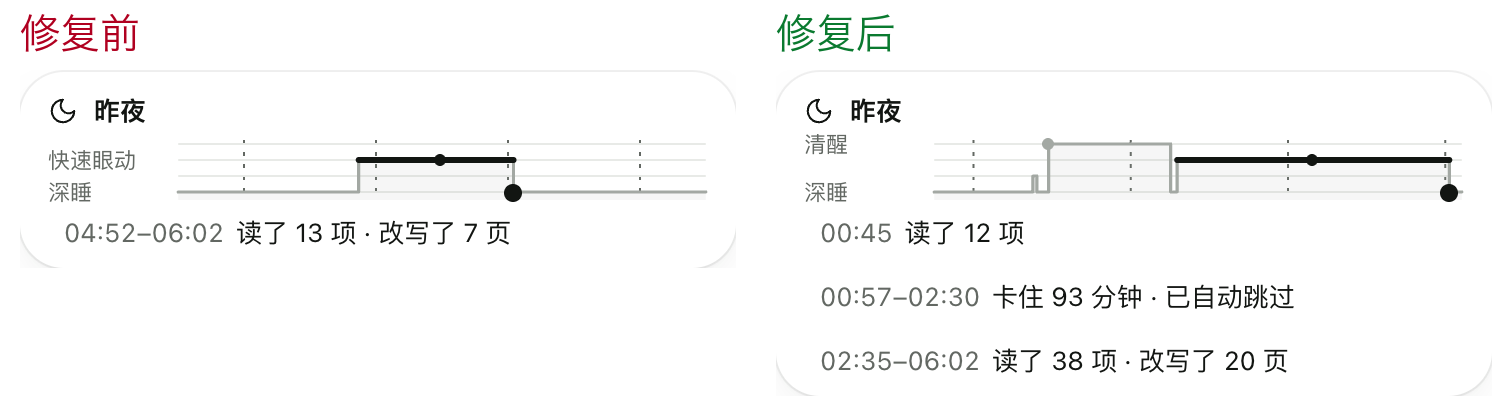 修复前
昨夜
快速眼动
深睡
04:52–06:02 读了 13 项 · 改写了 7 页
修复后
昨夜
清醒
深睡
00:45 读了 12 项
00:57–02:30 卡住 93 分钟 · 已自动跳过
02:35–06:02 读了 38 项 · 改写了 20 页